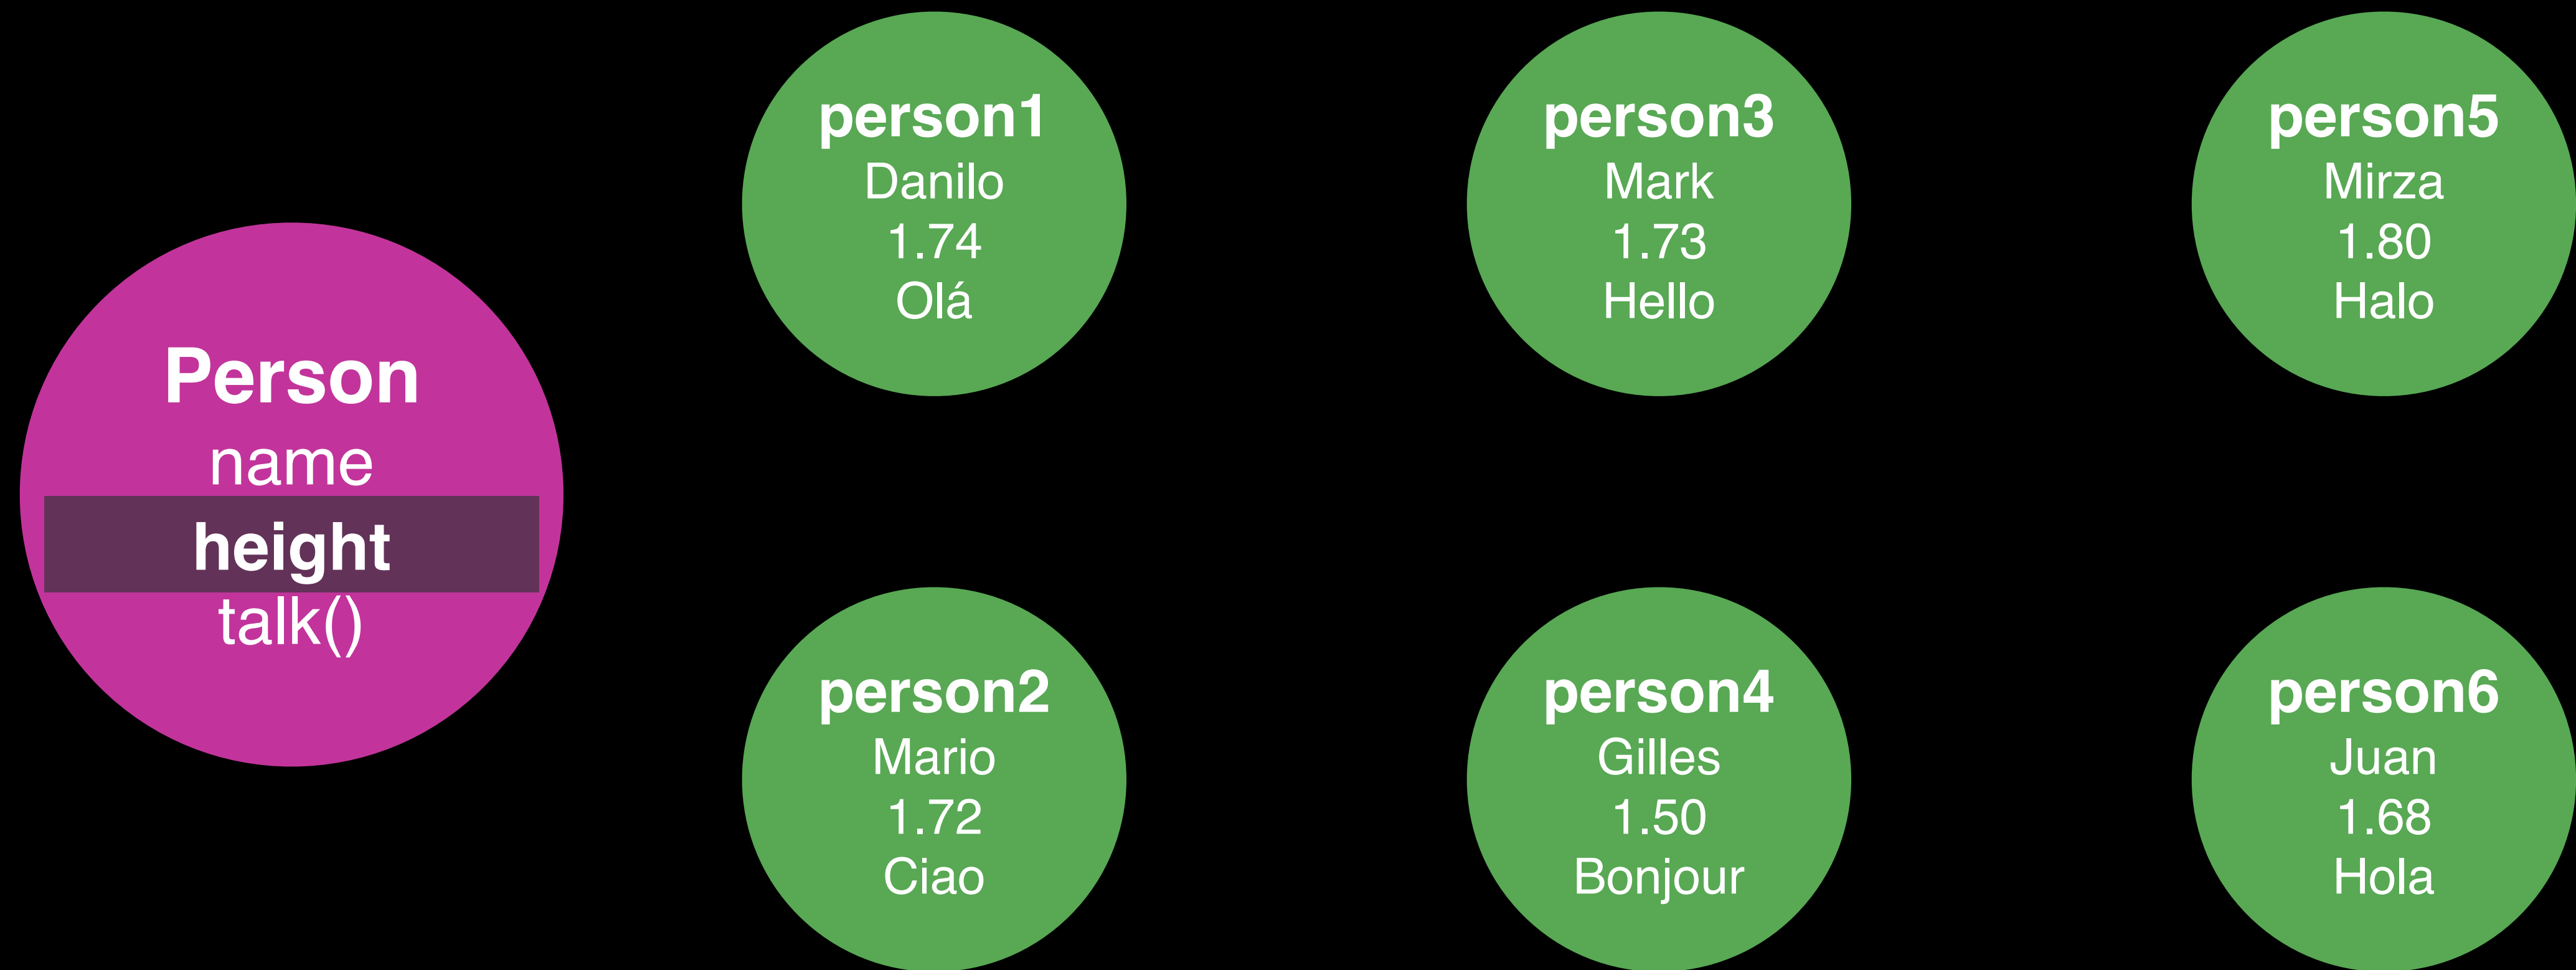 Person
name
height
talk()
person1
Danilo
1.74
Olá
person2
Mario
1.72
Ciao
person3
Mark
1.73
Hello
person4
Gilles
1.50
Bonjour
person5
Mirza
1.80
Halo
person6
Juan
1.68
Hola